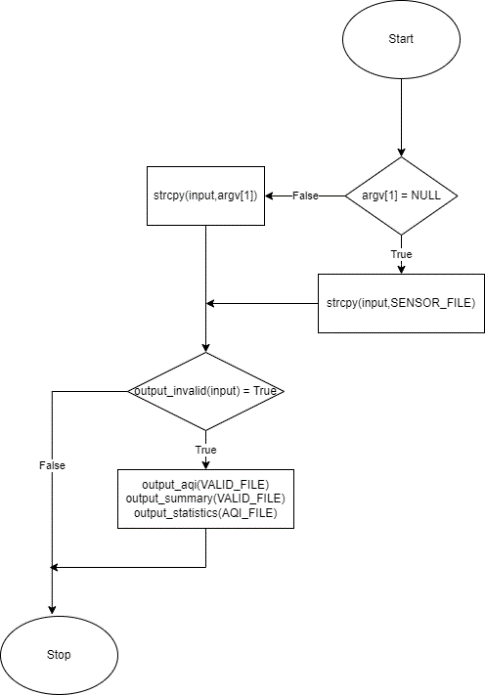 Start
argv[1] = NULL
False
strcpy(input,argv[1])
True
strcpy(input,SENSOR_FILE)
output_invalid(input) = True
True
False
output_aqi(VALID_FILE)
output_summary(VALID_FILE)
output_statistics(AQI_FILE)
Stop